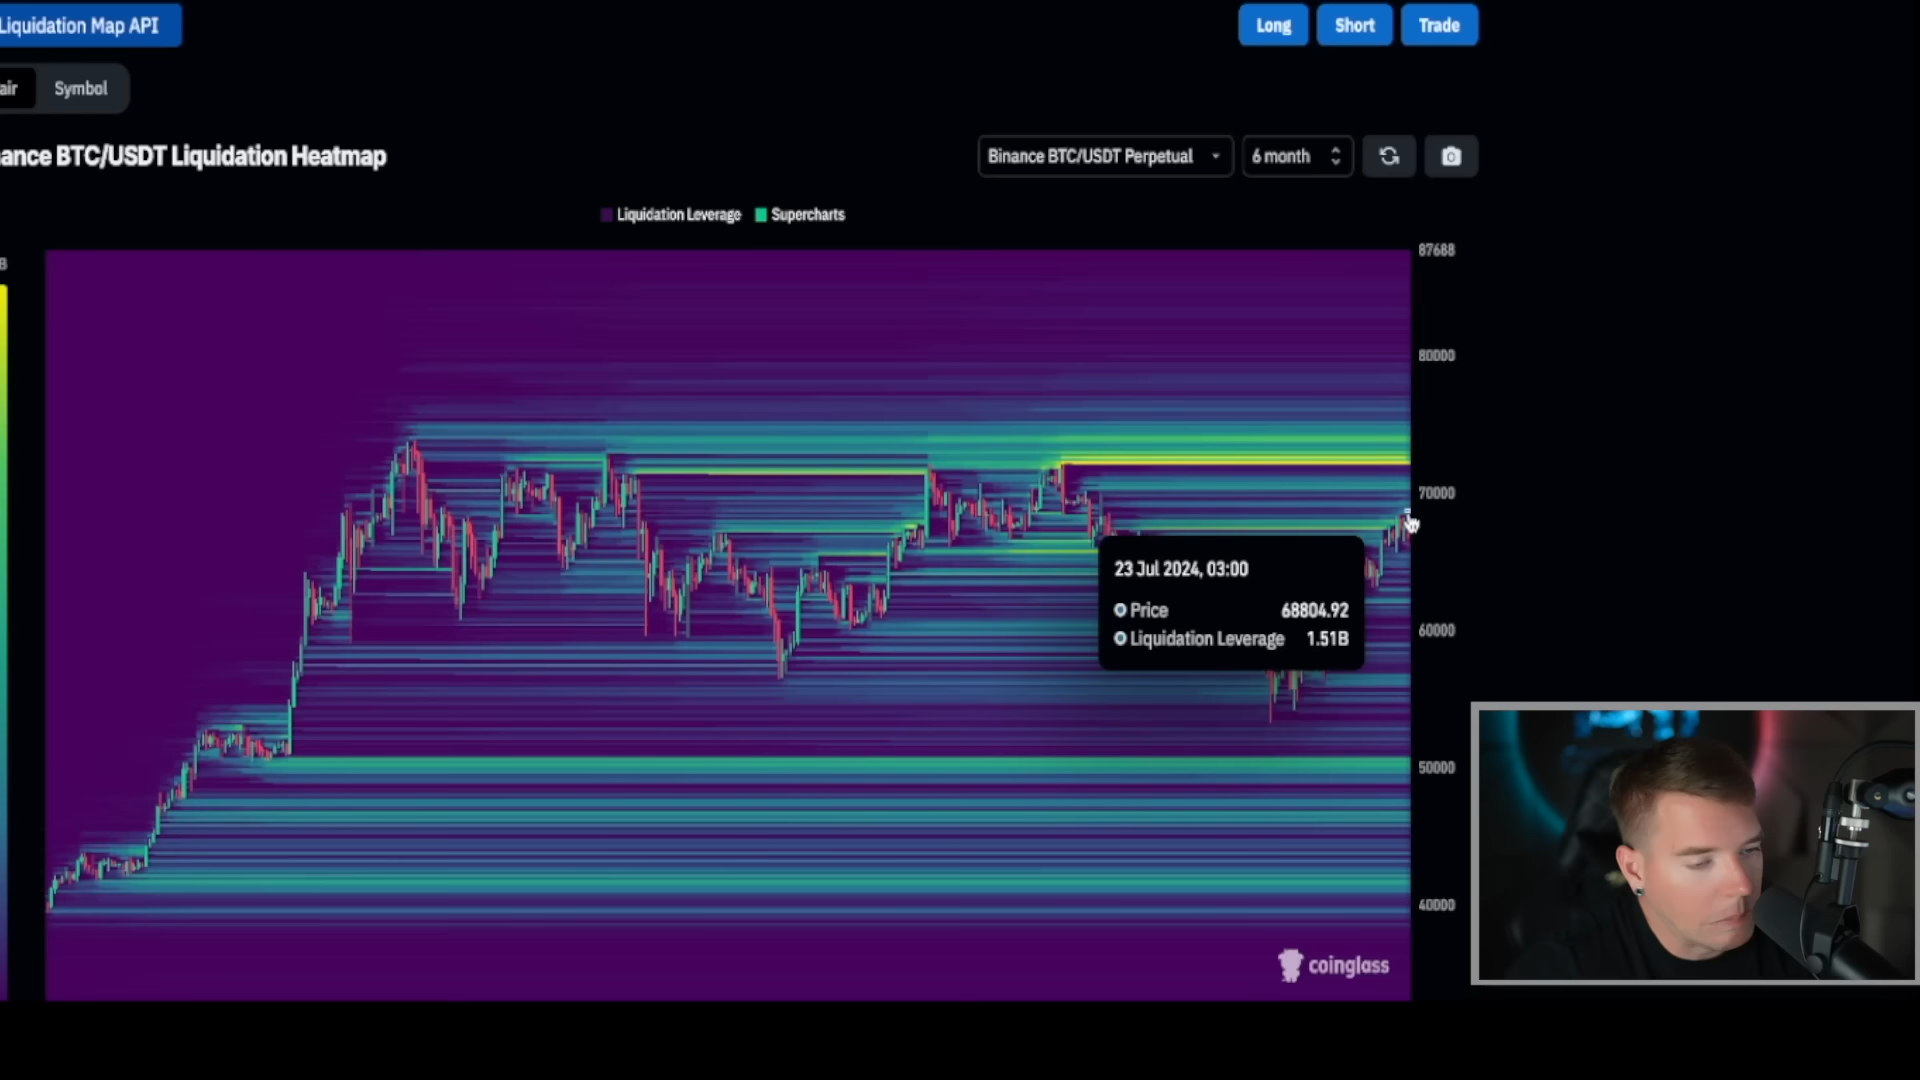 Liquidation Map API
Long
Short
Trade
air
Symbol
ance BTC/USDT Liquidation Heatmap
Binance BTC/USDT Perpetual
6 month
Liquidation Leverage
Supercharts
B
87688
80000
70000
60000
50000
40000
23 Jul 2024, 03:00
Price 68804.92
Liquidation Leverage 1.51B
coinglass